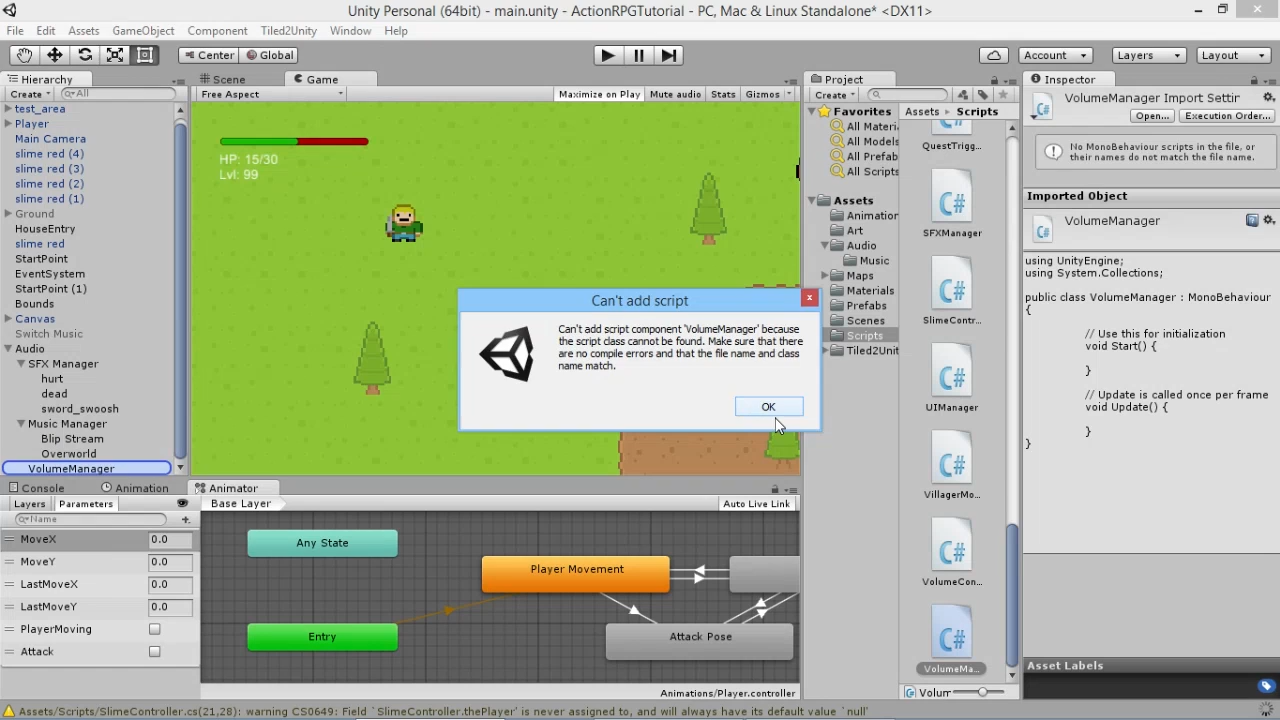 Unity Personal (64bit) - main.unity - ActionRPGTutorial - PC, Mac & Linux Standalone* <DX11>
File Edit Assets GameObject Component Tiled2Unity Window Help
Center Global Account Layers Layout
Hierarchy
Create All
test_area
Player
Main Camera
slime red (4)
slime red (3)
slime red (2)
slime red (1)
Ground
HouseEntry
slime red
StartPoint
EventSystem
StartPoint (1)
Bounds
Canvas
Switch Music
Audio
SFX Manager
hurt
dead
sword_swoosh
Music Manager
Blip Stream
Overworld
VolumeManager
Scene Game
Free Aspect Maximize on Play Mute audio Stats Gizmos
HP: 15/30
Lvl: 99
Can't add script
Can't add script component 'VolumeManager' because
the script class cannot be found. Make sure that there
are no compile errors and that the file name and class
name match.
OK
Console Animation Animator
Layers Parameters
Name
MoveX 0.0
MoveY 0.0
LastMoveX 0.0
LastMoveY 0.0
PlayerMoving
Attack
Base Layer Auto Live Link
Any State
Player Movement
Entry
Attack Pose
Animations/Player.controller
Project
Create
Favorites
All Materi
All Models
All Prefab
All Scripts
Assets
Animation
Art
Audio
Music
Maps
Materials
Prefabs
Scenes
Scripts
Tiled2Unit
Assets Scripts
QuestTrigg...
C#
SFXManager
C#
SlimeContr...
C#
UIManager
C#
VillagerMo...
C#
VolumeCon...
C#
VolumeMa...
Volum
Inspector
VolumeManager Import Settir
Open... Execution Order...
No MonoBehaviour scripts in the file, or
their names do not match the file name.
Imported Object
VolumeManager
using UnityEngine;
using System.Collections;
public class VolumeManager : MonoBehaviour
{
// Use this for initialization
void Start() {
}
// Update is called once per frame
void Update() {
}
}
Asset Labels
Assets/Scripts/SlimeController.cs(21,28): warning CS0649: Field `SlimeController.thePlayer' is never assigned to, and will always have its default value `null'